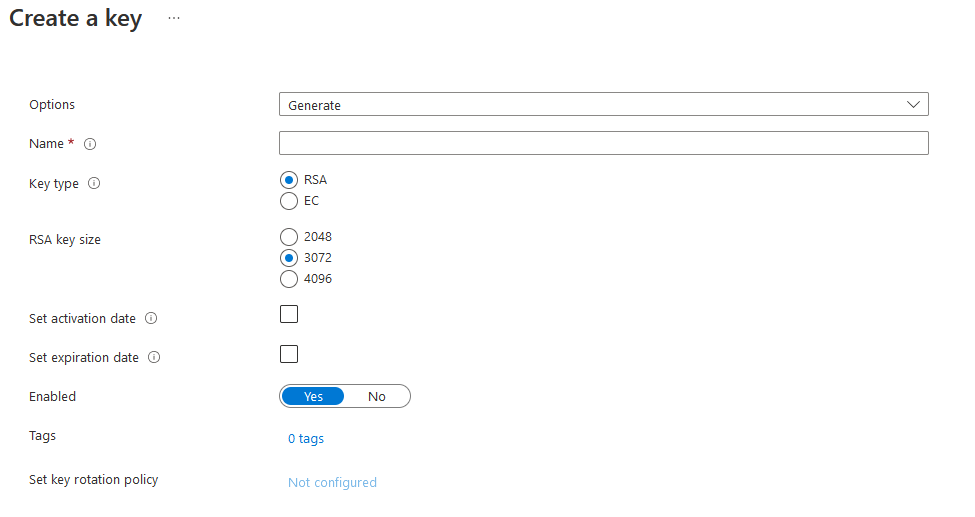 Create a key ...
Options Generate
Name *
Key type RSA
EC
RSA key size 2048
3072
4096
Set activation date
Set expiration date
Enabled Yes No
Tags 0 tags
Set key rotation policy Not configured